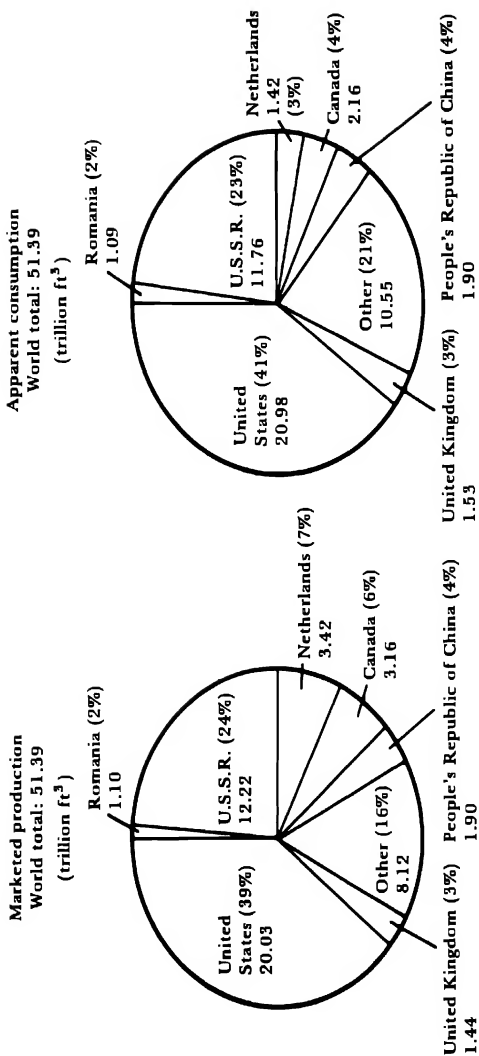 Marketed production
World total: 51.39
(trillion ft³)
Romania (2%)
1.10
U.S.S.R. (24%)
12.22
Netherlands (7%)
3.42
Canada (6%)
3.16
People's Republic of China (4%)
1.90
Other (16%)
8.12
United Kingdom (3%)
1.44
United
States (39%)
20.03
Apparent consumption
World total: 51.39
(trillion ft³)
Romania (2%)
1.09
U.S.S.R. (23%)
11.76
Netherlands
1.42
(3%)
Canada (4%)
2.16
People's Republic of China (4%)
1.90
Other (21%)
10.55
United Kingdom (3%)
1.53
United
States (41%)
20.98